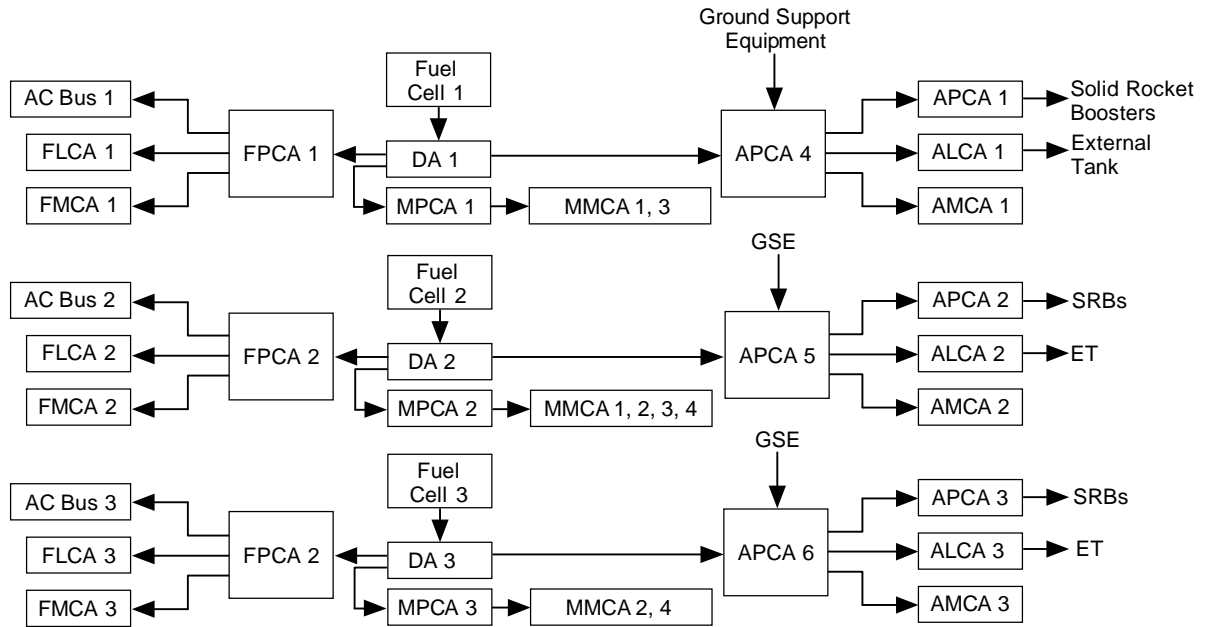 Ground Support
Equipment
Fuel
Cell 1
AC Bus 1
FLCA 1
FMCA 1
FPCA 1
DA 1
MPCA 1
MMCA 1, 3
APCA 4
APCA 1
ALCA 1
AMCA 1
Solid Rocket
Boosters
External
Tank
GSE
Fuel
Cell 2
AC Bus 2
FLCA 2
FMCA 2
FPCA 2
DA 2
MPCA 2
MMCA 1, 2, 3, 4
APCA 5
APCA 2
ALCA 2
AMCA 2
SRBs
ET
GSE
Fuel
Cell 3
AC Bus 3
FLCA 3
FMCA 3
FPCA 2
DA 3
MPCA 3
MMCA 2, 4
APCA 6
APCA 3
ALCA 3
AMCA 3
SRBs
ET